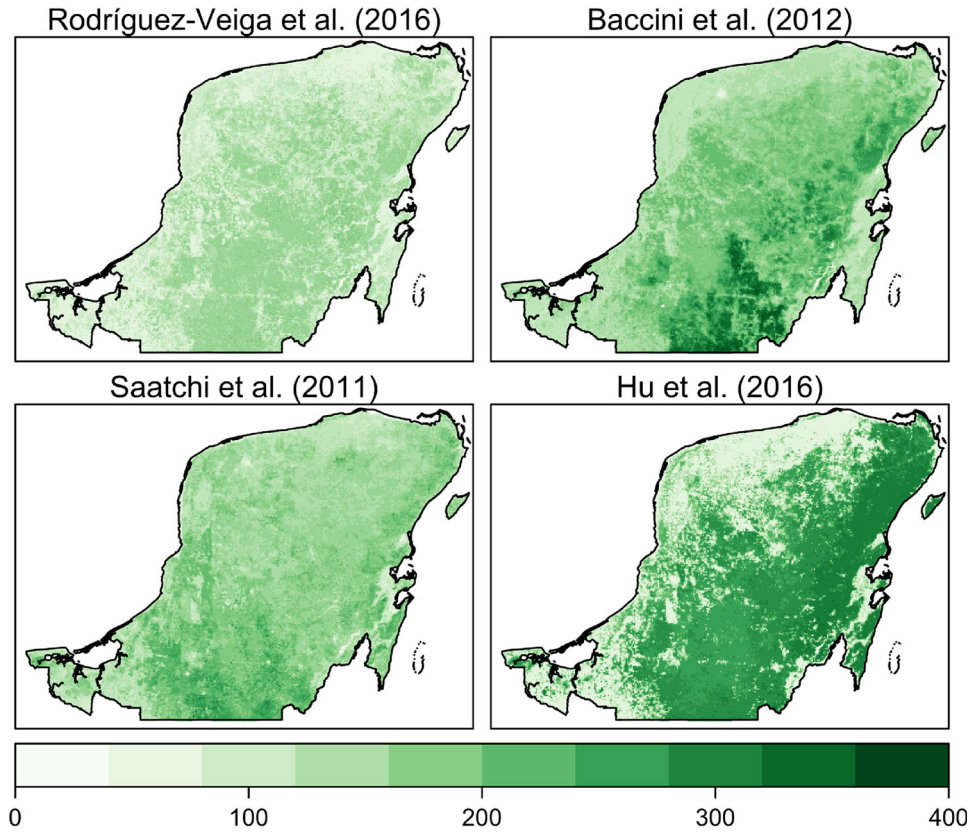 Rodríguez-Veiga et al. (2016)
Baccini et al. (2012)
Saatchi et al. (2011)
Hu et al. (2016)
0 100 200 300 400